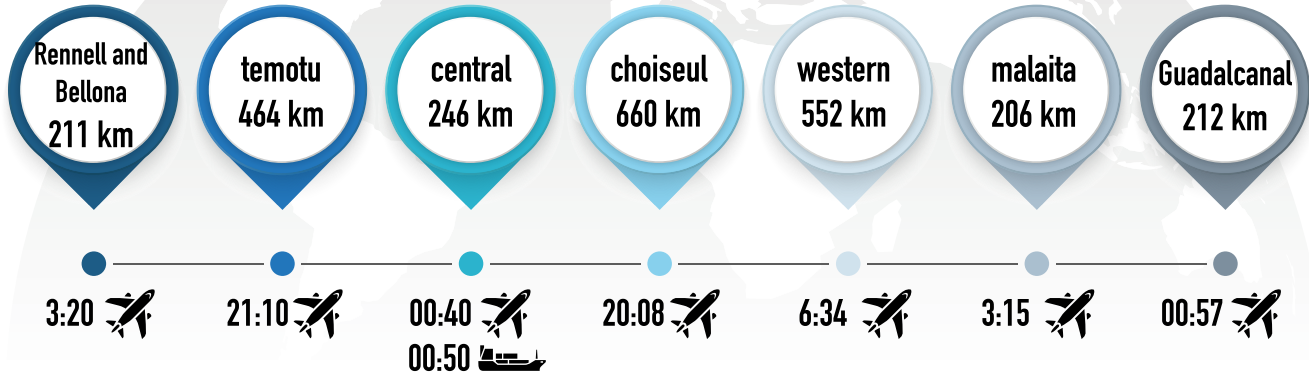 Rennell and
Bellona
211 km
temotu
464 km
central
246 km
choiseul
660 km
western
552 km
malaita
206 km
Guadalcanal
212 km
3:20
21:10
00:40
00:50
20:08
6:34
3:15
00:57